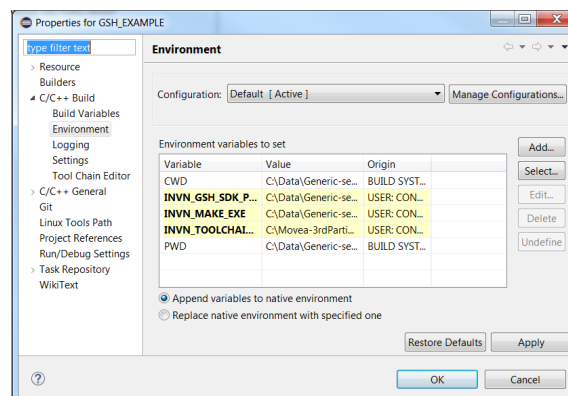 Properties for GSH_EXAMPLE
type filter text
Environment
Resource
Builders
C/C++ Build
Build Variables
Environment
Logging
Settings
Tool Chain Editor
C/C++ General
Git
Linux Tools Path
Project References
Run/Debug Settings
Task Repository
WikiText
Configuration: Default [ Active ] Manage Configurations...
Environment variables to set
Variable Value Origin
CWD C:\Data\Generic-se... BUILD SYST...
INVN_GSH_SDK_P... C:\Data\Generic-se... USER: CON...
INVN_MAKE_EXE C:\Data\Generic-se... USER: CON...
INVN_TOOLCHAI... C:\Movea-3rdParti... USER: CON...
PWD C:\Data\Generic-se... BUILD SYST...
Add...
Select...
Edit...
Delete
Undefine
Append variables to native environment
Replace native environment with specified one
Restore Defaults Apply
? OK Cancel